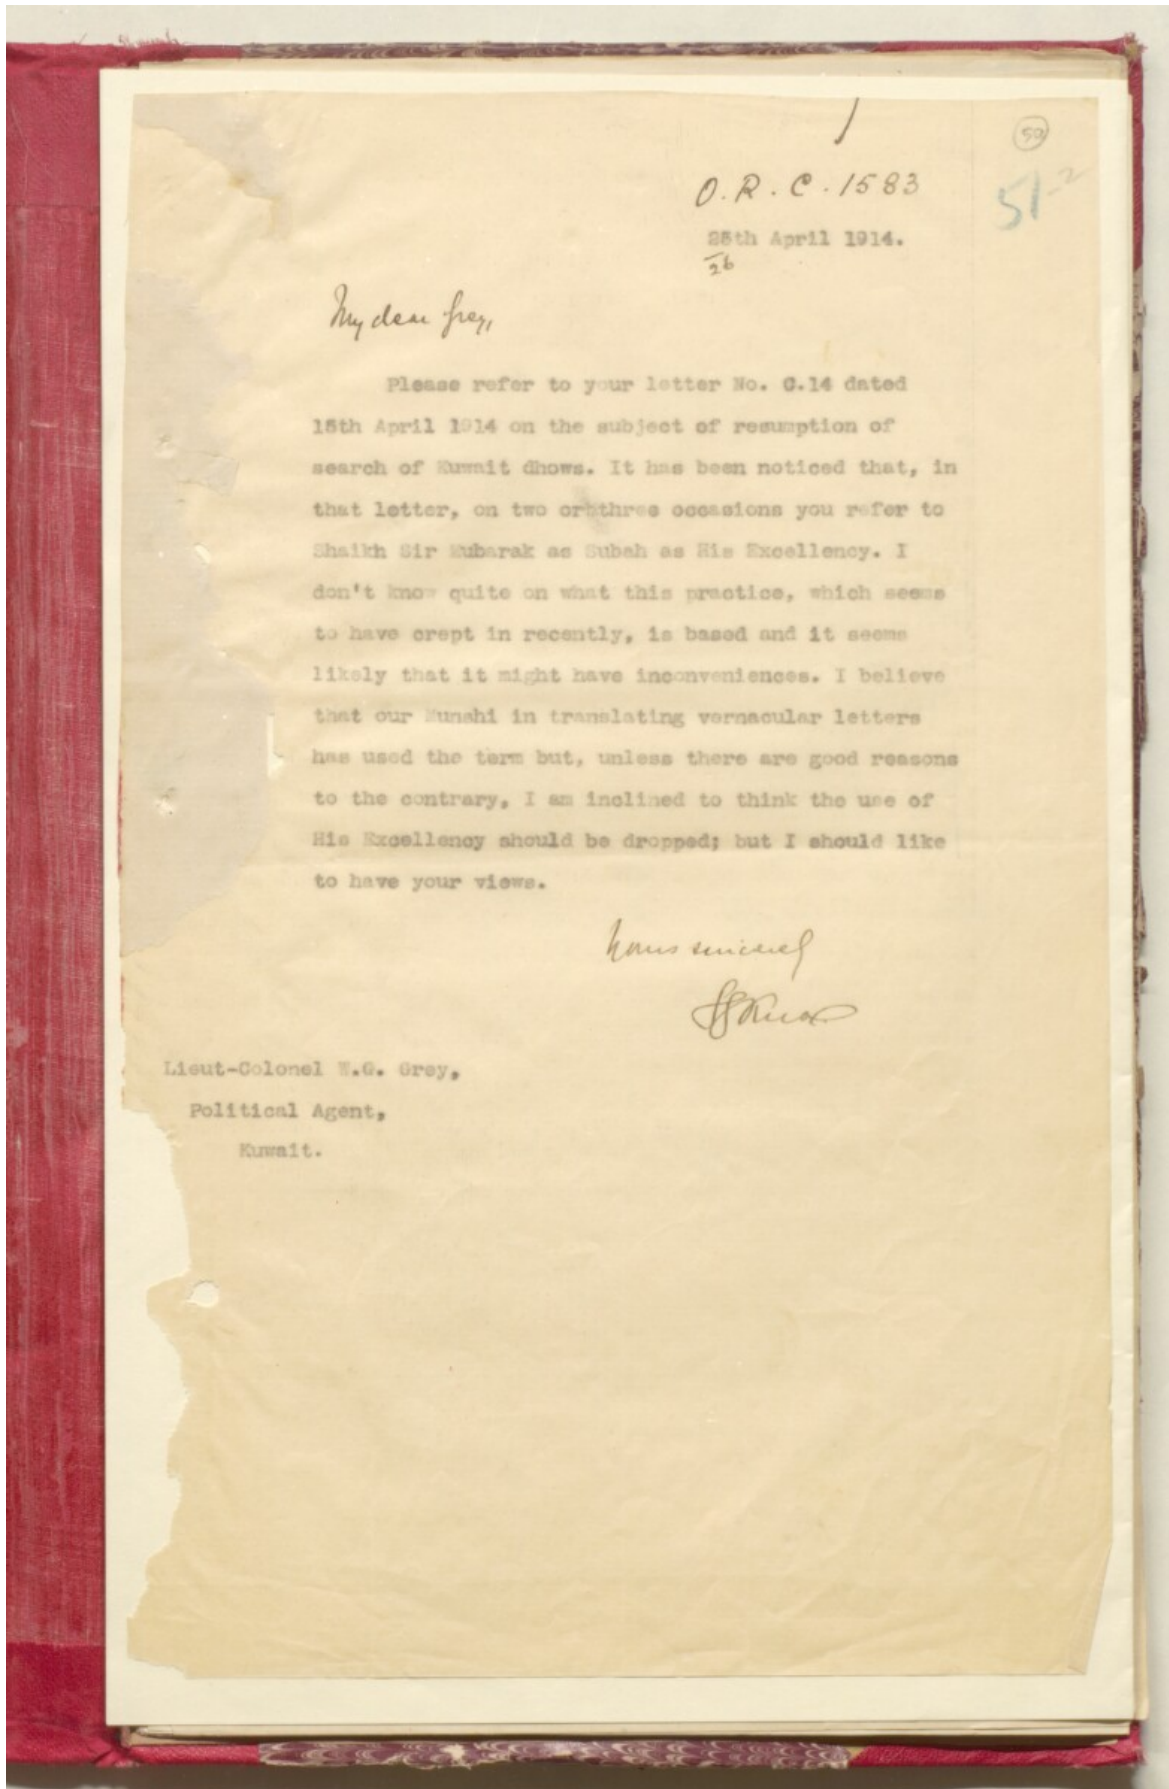 50
O.R.C. 1583
51-2
25th April 1914.
26
My dear Grey,
Please refer to your letter No. C.14 dated
15th April 1914 on the subject of resumption of
search of Kuwait dhows. It has been noticed that, in
that letter, on two or three occasions you refer to
Shaikh Sir Mubarak as Subah as His Excellency. I
don't know quite on what this practice, which seems
to have crept in recently, is based and it seems
likely that it might have inconveniences. I believe
that our Munshi in translating vernacular letters
has used the term but, unless there are good reasons
to the contrary, I am inclined to think the use of
His Excellency should be dropped; but I should like
to have your views.
Yours sincerely
SGKnox
Lieut-Colonel W.G. Grey,
Political Agent,
Kuwait.